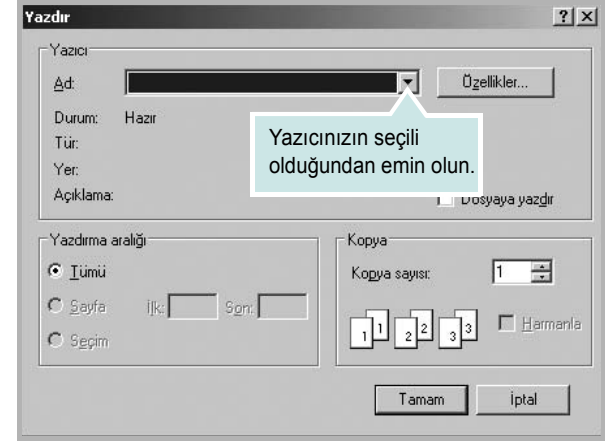 Yazdır
Yazıcı
Ad: Özellikler...
Durum: Hazır
Tür:
Yer:
Açıklama:
Yazıcınızın seçili
olduğundan emin olun.
Dosyaya yazdır
Yazdırma aralığı
Tümü
Sayfa İlk: Son:
Seçim
Kopya
Kopya sayısı: 1
1 1 2 2 3 3
Harmanla
Tamam İptal